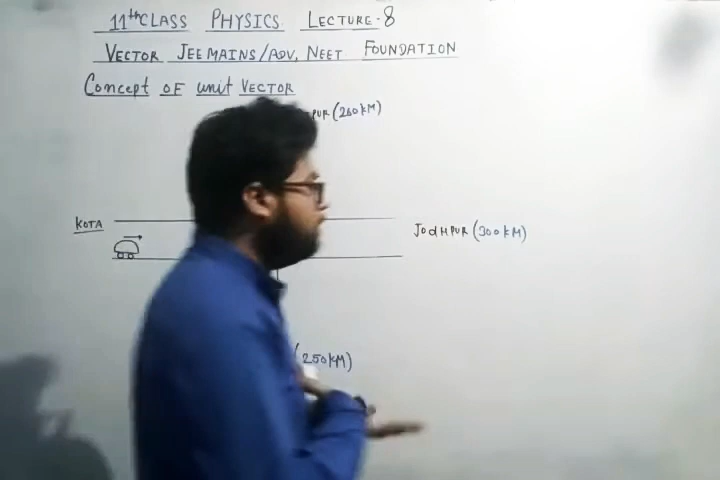 11th CLASS PHYSICS LECTURE-8
VECTOR JEE MAINS/ADV, NEET FOUNDATION
CONCEPT OF UNIT VECTOR
PUR (260 KM)
KOTA
JODHPUR (300 KM)
(250 KM)